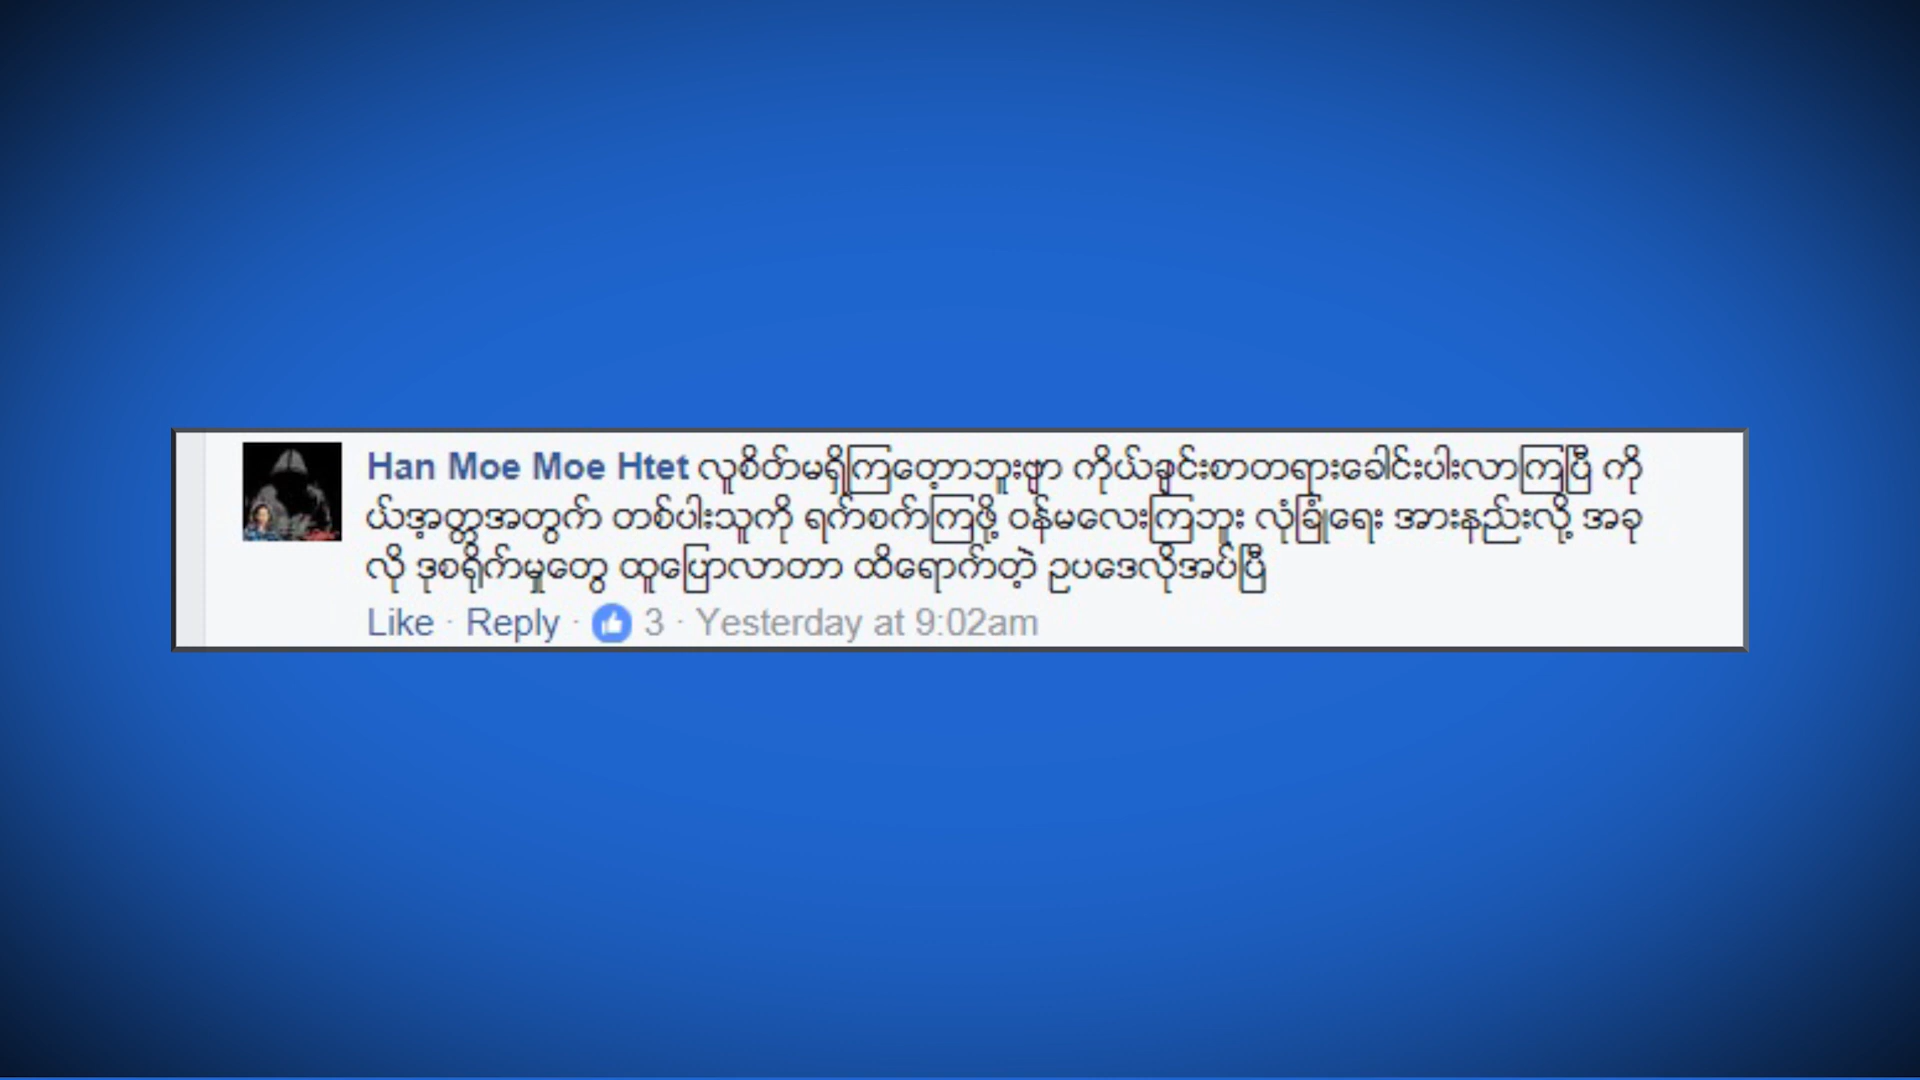 Han Moe Moe Htet လူစိတ်မရှိကြတော့ဘူးဗျာ ကိုယ်ချင်းစာတရားခေါင်းပါးလာကြပြီ ကို
ယ်အ့တ္တအတွက် တစ်ပါးသူကို ရက်စက်ကြဖို့ ဝန်မလေးကြဘူး လုံခြုံရေး အားနည်းလို့ အခု
လို ဒုစရိုက်မှုတွေ ထူပြောလာတာ ထိရောက်တဲ့ ဥပဒေလိုအပ်ပြီ
Like · Reply · 3 · Yesterday at 9:02am